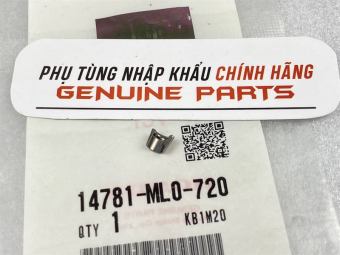 PHỤ TÙNG NHẬP KHẨU CHÍNH HÃNG
GENUINE PARTS
14781-ML0-720
QTY 1 KB1M20